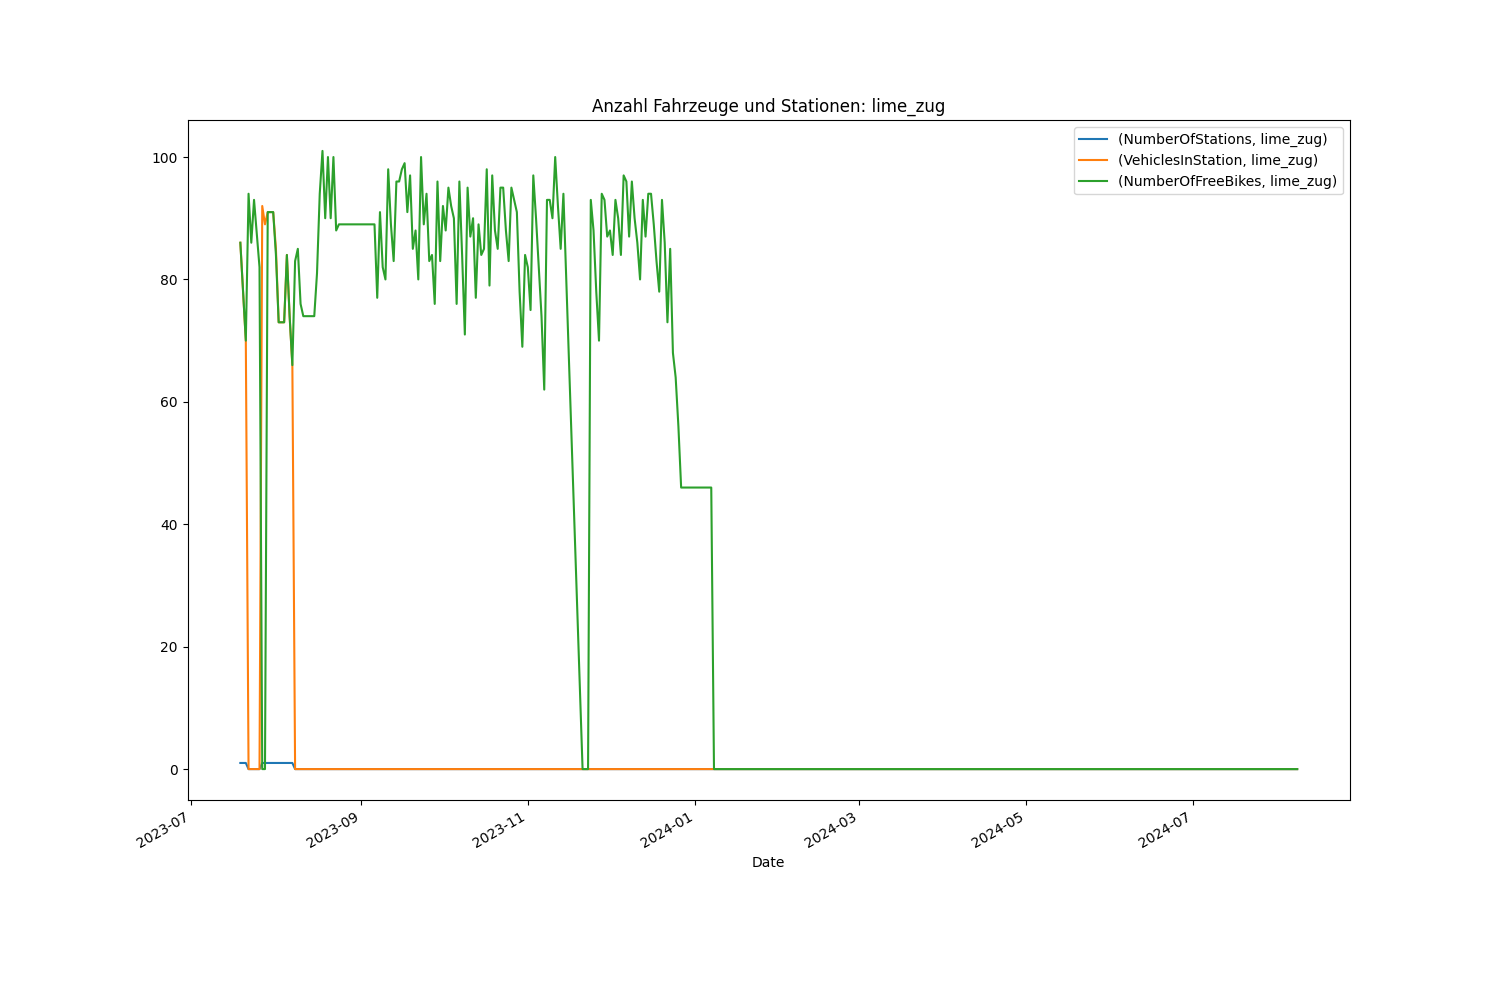 Anzahl Fahrzeuge und Stationen: lime_zug
(NumberOfStations, lime_zug)
(VehiclesInStation, lime_zug)
(NumberOfFreeBikes, lime_zug)
100
80
60
40
20
0
2023-07
2023-09
2023-11
2024-01
2024-03
2024-05
2024-07
Date